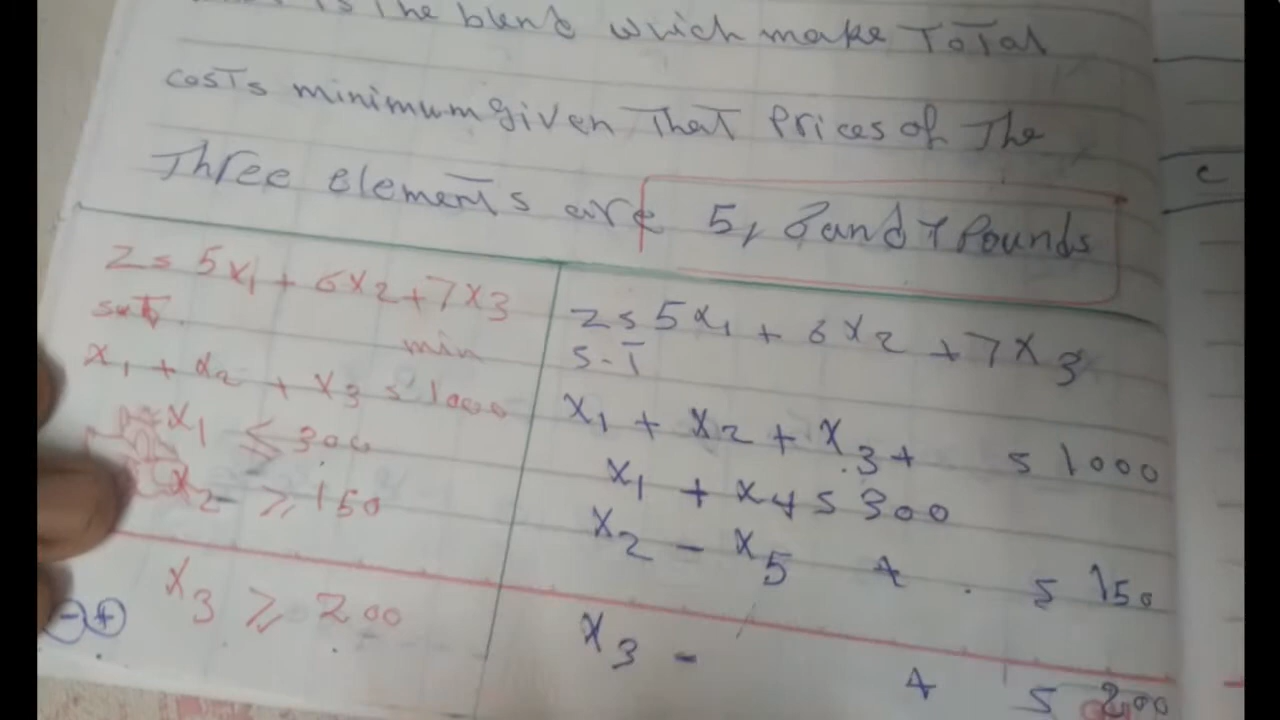 is the blend which make Total
costs minimum given that Prices of The
Three elements are 5, 6 and 7 Pounds
Z = 5x1 + 6x2 + 7x3
min
x1 + x2 + x3 = 1000
x1 ≤ 300
x2 ≥ 150
x3 ≥ 200
- +
Z = 5x1 + 6x2 + 7x3
S.T
x1 + x2 + x3 + = 1000
x1 + x4 = 300
x2 - x5 + = 150
x3 - + = 200
c